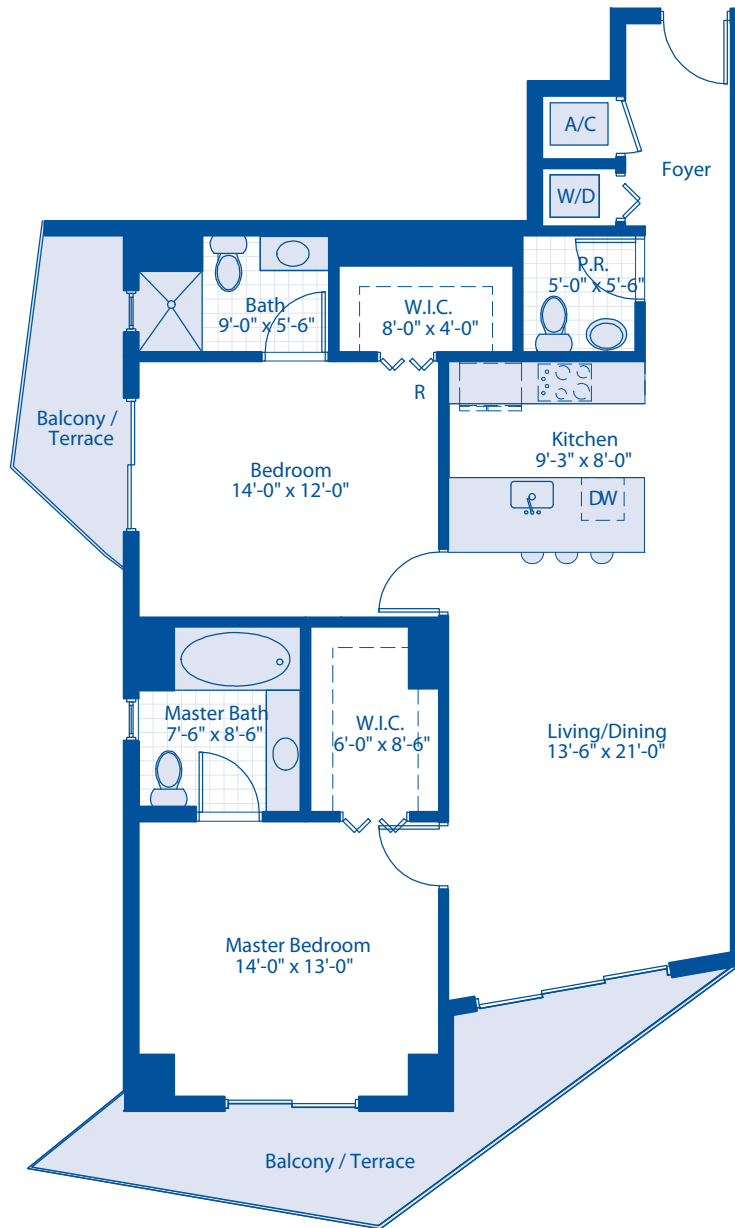 A/C
Foyer
W/D
P.R.
5'-0" x 5'-6"
Bath
9'-0" x 5'-6"
W.I.C.
8'-0" x 4'-0"
R
Balcony /
Terrace
Kitchen
9'-3" x 8'-0"
Bedroom
14'-0" x 12'-0"
DW
Master Bath
7'-6" x 8'-6"
W.I.C.
6'-0" x 8'-6"
Living/Dining
13'-6" x 21'-0"
Master Bedroom
14'-0" x 13'-0"
Balcony / Terrace